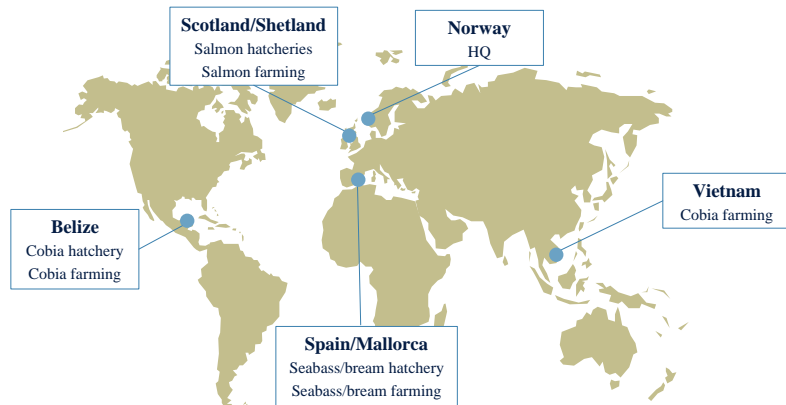 Scotland/Shetland
Salmon hatcheries
Salmon farming
Norway
HQ
Vietnam
Cobia farming
Belize
Cobia hatchery
Cobia farming
Spain/Mallorca
Seabass/bream hatchery
Seabass/bream farming